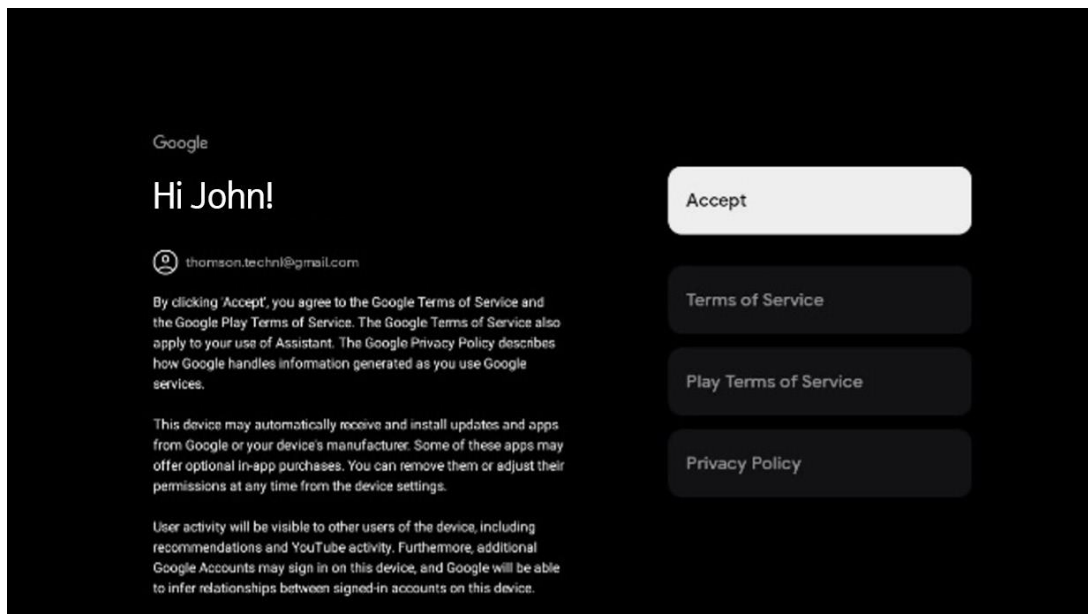 Google
Hi John!
thomson.technl@gmail.com
By clicking 'Accept', you agree to the Google Terms of Service and
the Google Play Terms of Service. The Google Terms of Service also
apply to your use of Assistant. The Google Privacy Policy describes
how Google handles information generated as you use Google
services.
This device may automatically receive and install updates and apps
from Google or your device's manufacturer. Some of these apps may
offer optional in-app purchases. You can remove them or adjust their
permissions at any time from the device settings.
User activity will be visible to other users of the device, including
recommendations and YouTube activity. Furthermore, additional
Google Accounts may sign in on this device, and Google will be able
to infer relationships between signed-in accounts on this device.
Accept
Terms of Service
Play Terms of Service
Privacy Policy